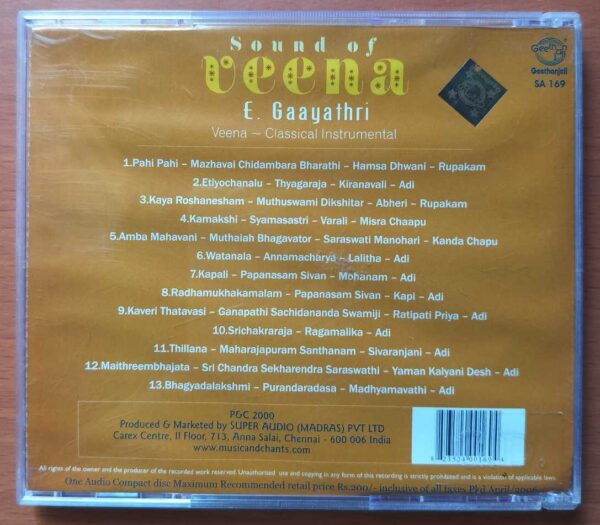 Sound of
veena
E. Gaayathri
Veena ~ Classical Instrumental
Geethanjali
SA 169
1.Pahi Pahi – Mazhavai Chidambara Bharathi – Hamsa Dhwani – Rupakam
2.Etiyochanalu – Thyagaraja – Kiranavali – Adi
3.Kaya Roshanesham – Muthuswami Dikshitar – Abheri – Rupakam
4.Kamakshi – Syamasastri – Varali – Misra Chaapu
5.Amba Mahavani – Muthaiah Bhagavator – Saraswati Manohari – Kanda Chapu
6.Watanala – Annamacharya – Lalitha – Adi
7.Kapali – Papanasam Sivan – Mohanam – Adi
8.Radhamukhakamalam – Papanasam Sivan – Kapi – Adi
9.Kaveri Thatavasi – Ganapathi Sachidananda Swamiji – Ratipati Priya – Adi
10.Srichakraraja – Ragamalika – Adi
11.Thillana – Maharajapuram Santhanam – Sivaranjani – Adi
12.Maithreembhajata – Sri Chandra Sekharendra Saraswathi – Yaman Kalyani Desh – Adi
13.Bhagyadalakshmi – Purandaradasa – Madhyamavathi – Adi
P&C 2000
Produced & Marketed by SUPER AUDIO (MADRAS) PVT LTD
Carex Centre, II Floor, 713, Anna Salai, Chennai - 600 006 India
www.musicandchants.com
All rights of the owner and the producer of the recorded work reserved. Unauthorised use and copying in any form of this recording is strictly prohibited and is a violation of applicable laws.
One Audio Compact disc Maximum Recommended retail price Rs.200/- inclusive of all taxes Pkd April/2006